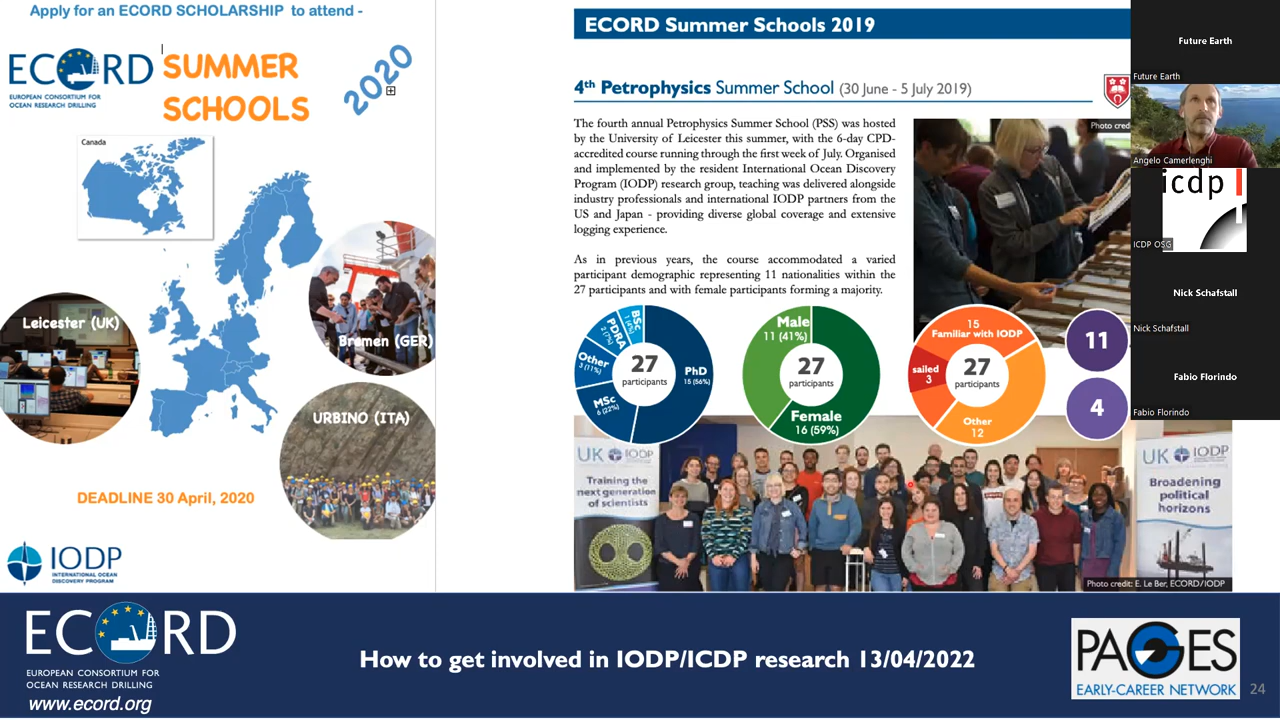 Apply for an ECORD SCHOLARSHIP to attend -
ECORD
EUROPEAN CONSORTIUM FOR
OCEAN RESEARCH DRILLING
SUMMER
SCHOOLS
2020
Canada
Leicester (UK)
Bremen (GER)
URBINO (ITA)
DEADLINE 30 April, 2020
IODP
INTERNATIONAL OCEAN
DISCOVERY PROGRAM
ECORD Summer Schools 2019
4th Petrophysics Summer School (30 June - 5 July 2019)
The fourth annual Petrophysics Summer School (PSS) was hosted
by the University of Leicester this summer, with the 6-day CPD-
accredited course running through the first week of July. Organised
and implemented by the resident International Ocean Discovery
Program (IODP) research group, teaching was delivered alongside
industry professionals and international IODP partners from the
US and Japan - providing diverse global coverage and extensive
logging experience.
As in previous years, the course accommodated a varied
participant demographic representing 11 nationalities within the
27 participants and with female participants forming a majority.
Photo cred
BSc
1 (4%)
PDRA
2 (7%)
Other
3 (11%)
MSc
6 (22%)
PhD
15 (56%)
27
participants
Male
11 (41%)
27
participants
Female
16 (59%)
15
Familiar with IODP
sailed
3
27
participants
Other
12
11
4
UK IODP
Training the
next generation
of scientists
UK IODP
Broadening
political
horizons
Photo credit: E. Le Ber, ECORD/IODP
Future Earth
Future Earth
Angelo Camerlenghi
icdp
ICDP OSG
Nick Schafstall
Nick Schafstall
Fabio Florindo
Fabio Florindo
ECORD
EUROPEAN CONSORTIUM FOR
OCEAN RESEARCH DRILLING
www.ecord.org
How to get involved in IODP/ICDP research 13/04/2022
PAGES
EARLY-CAREER NETWORK
24